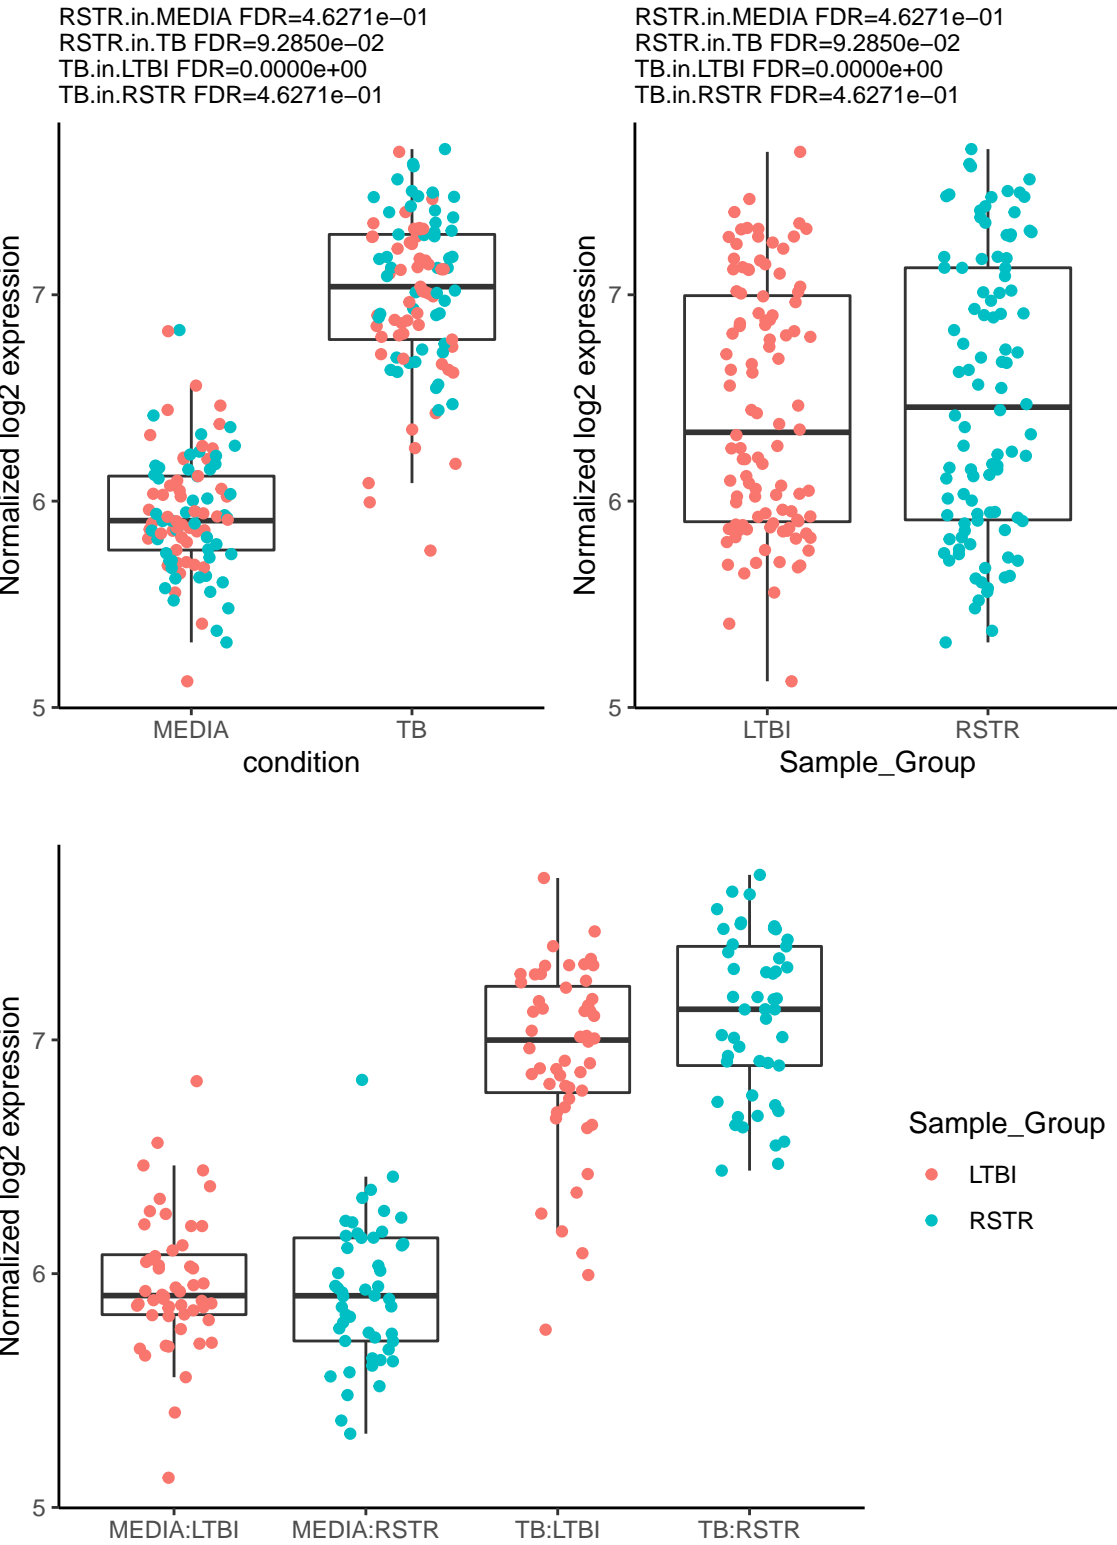 RSTR.in.MEDIA FDR=4.6271e−01
RSTR.in.TB FDR=9.2850e−02
TB.in.LTBI FDR=0.0000e+00
TB.in.RSTR FDR=4.6271e−01
Normalized log2 expression
7
6
5
MEDIA TB
condition
RSTR.in.MEDIA FDR=4.6271e−01
RSTR.in.TB FDR=9.2850e−02
TB.in.LTBI FDR=0.0000e+00
TB.in.RSTR FDR=4.6271e−01
Normalized log2 expression
7
6
5
LTBI RSTR
Sample_Group
Normalized log2 expression
7
6
5
MEDIA:LTBI MEDIA:RSTR TB:LTBI TB:RSTR
Sample_Group
LTBI
RSTR